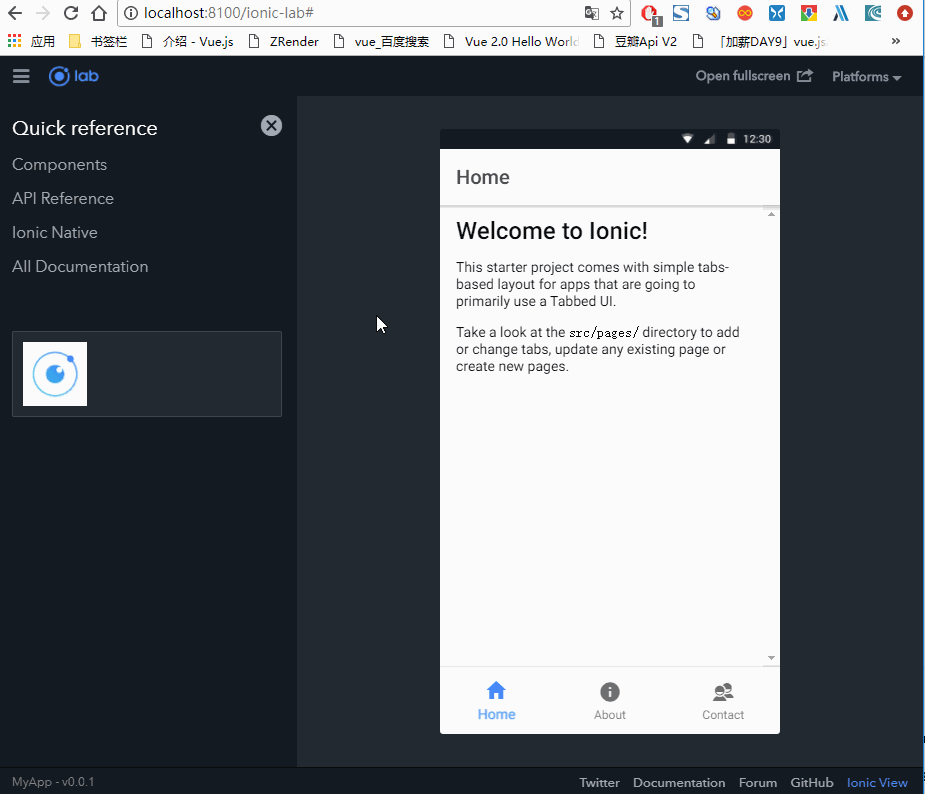 localhost:8100/ionic-lab#
1
应用 书签栏 介绍 - Vue.js ZRender vue_百度搜索 Vue 2.0 Hello World 豆瓣Api V2 「加薪DAY9」vue.js »
lab Open fullscreen Platforms
Quick reference
Components
API Reference
Ionic Native
All Documentation
12:30
Home
Welcome to Ionic!
This starter project comes with simple tabs-
based layout for apps that are going to
primarily use a Tabbed UI.
Take a look at the src/pages/ directory to add
or change tabs, update any existing page or
create new pages.
Home About Contact
MyApp - v0.0.1 Twitter Documentation Forum GitHub Ionic View